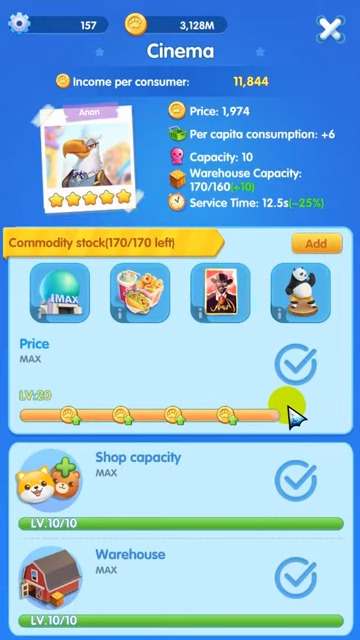 157
3,128M
Cinema
Income per consumer: 11,844
Anan
Price: 1,974
Per capita consumption: +6
Capacity: 10
Warehouse Capacity:
170/160(+10)
Service Time: 12.5s(-25%)
Commodity stock(170/170 left)
Add
IMAX
Price
MAX
LV:20
Shop capacity
MAX
LV.10/10
Warehouse
MAX
LV.10/10